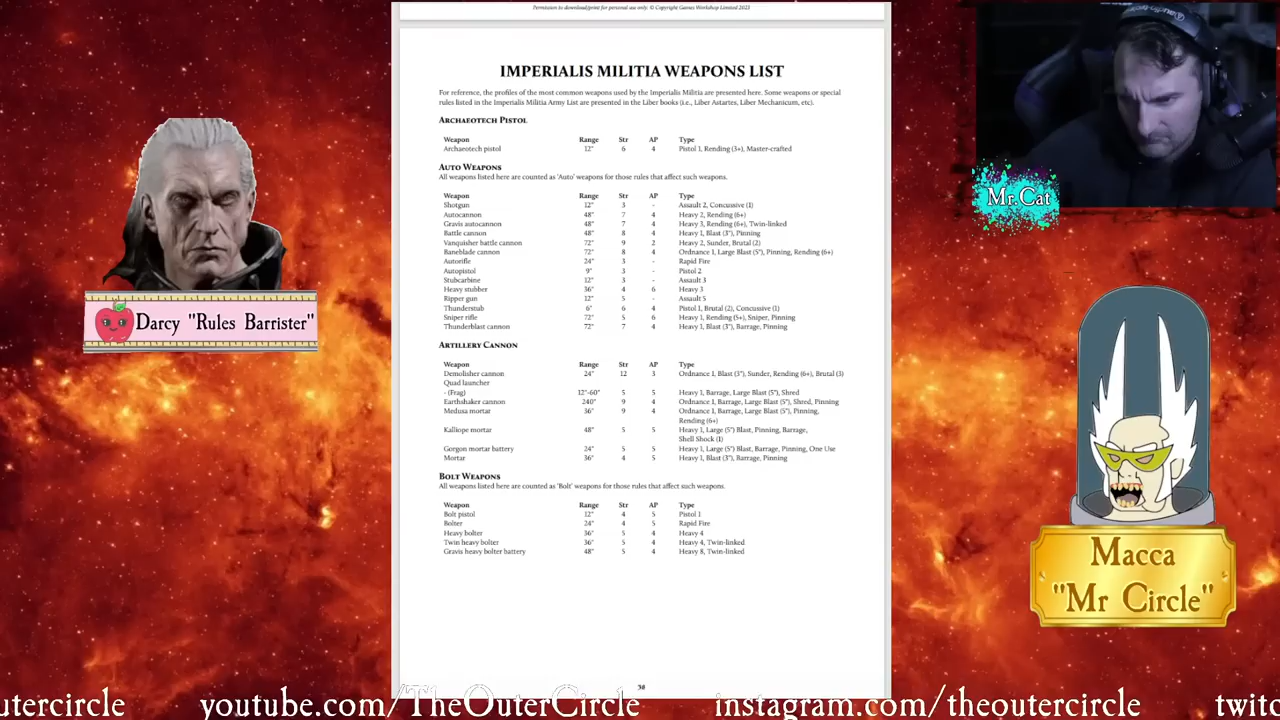 Permission to download/print for personal use only. © Copyright Games Workshop Limited 2023
IMPERIALIS MILITIA WEAPONS LIST
For reference, the profiles of the most common weapons used by the Imperialis Militia are presented here. Some weapons or special
rules listed in the Imperialis Militia Army List are presented in the Liber books (i.e., Liber Astartes, Liber Mechanicum, etc).
ARCHAEOTECH PISTOL
Weapon Range Str AP Type
Archaeotech pistol 12" 6 4 Pistol 1, Rending (3+), Master-crafted
AUTO WEAPONS
All weapons listed here are counted as 'Auto' weapons for those rules that affect such weapons.
Weapon Range Str AP Type
Shotgun 12" 3 - Assault 2, Concussive (1)
Autocannon 48" 7 4 Heavy 2, Rending (6+)
Gravis autocannon 48" 7 4 Heavy 3, Rending (6+), Twin-linked
Battle cannon 48" 8 4 Heavy 1, Blast (3"), Pinning
Vanquisher battle cannon 72" 9 2 Heavy 2, Sunder, Brutal (2)
Baneblade cannon 72" 8 4 Ordnance 1, Large Blast (5"), Pinning, Rending (6+)
Autorifle 24" 3 - Rapid Fire
Autopistol 9" 3 - Pistol 2
Stubcarbine 12" 3 - Assault 3
Heavy stubber 36" 4 6 Heavy 3
Ripper gun 12" 5 - Assault 5
Thunderstub 6" 6 4 Pistol 1, Brutal (2), Concussive (1)
Sniper rifle 72" 5 6 Heavy 1, Rending (5+), Sniper, Pinning
Thunderblast cannon 72" 7 4 Heavy 1, Blast (3"), Barrage, Pinning
ARTILLERY CANNON
Weapon Range Str AP Type
Demolisher cannon 24" 12 3 Ordnance 1, Blast (3"), Sunder, Rending (6+), Brutal (3)
Quad launcher
- (Frag) 12"-60" 5 5 Heavy 1, Barrage, Large Blast (5"), Shred
Earthshaker cannon 240" 9 4 Ordnance 1, Barrage, Large Blast (5"), Shred, Pinning
Medusa mortar 36" 9 4 Ordnance 1, Barrage, Large Blast (5"), Pinning,
Rending (6+)
Kalliope mortar 48" 5 5 Heavy 1, Large (5") Blast, Pinning, Barrage,
Shell Shock (1)
Gorgon mortar battery 24" 5 5 Heavy 1, Large (5") Blast, Barrage, Pinning, One Use
Mortar 36" 4 5 Heavy 1, Blast (3"), Barrage, Pinning
BOLT WEAPONS
All weapons listed here are counted as 'Bolt' weapons for those rules that affect such weapons.
Weapon Range Str AP Type
Bolt pistol 12" 4 5 Pistol 1
Bolter 24" 4 5 Rapid Fire
Heavy bolter 36" 5 4 Heavy 4
Twin heavy bolter 36" 5 4 Heavy 4, Twin-linked
Gravis heavy bolter battery 48" 5 4 Heavy 8, Twin-linked
Darcy "Rules Barrister"
Mr.Cat
Macca
"Mr Circle"
utercircle youtube.com/TheOuterCircle instagram.com/theoutercircle twitc